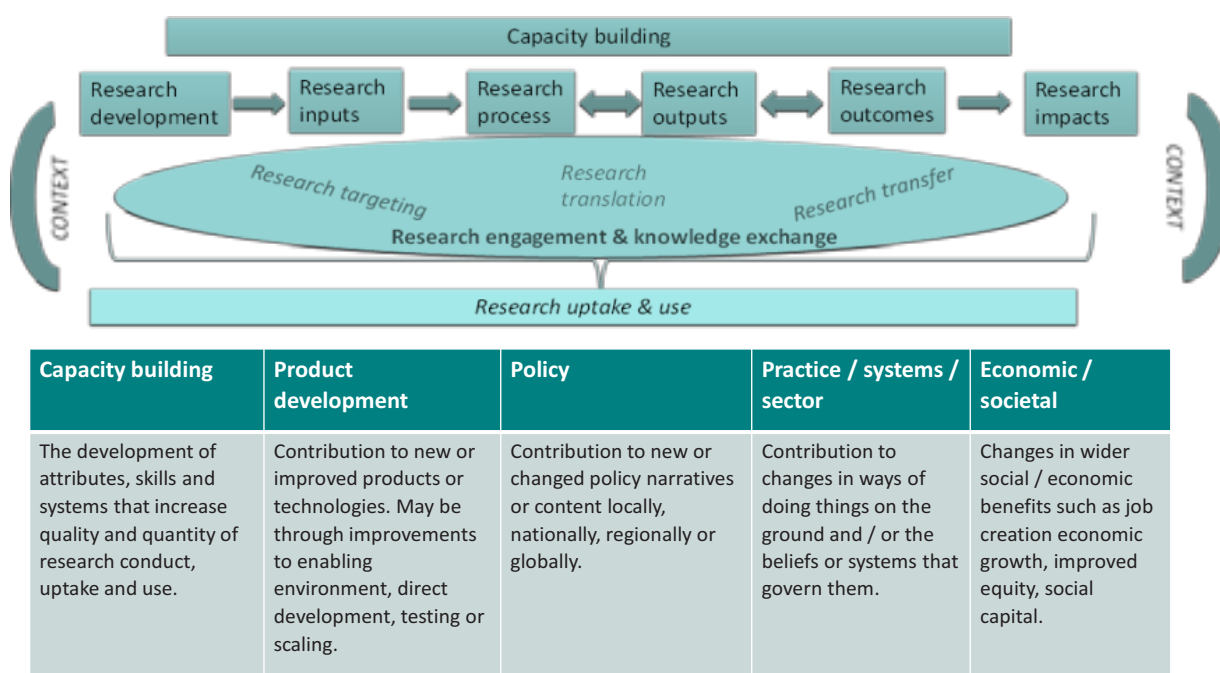 Capacity building
Research
development
Research
inputs
Research
process
Research
outputs
Research
outcomes
Research
impacts
CONTEXT
CONTEXT
Research targeting
Research
translation
Research transfer
Research engagement & knowledge exchange
Research uptake & use
Capacity building
Product
development
Policy
Practice / systems /
sector
Economic /
societal
The development of
attributes, skills and
systems that increase
quality and quantity of
research conduct,
uptake and use.
Contribution to new or
improved products or
technologies. May be
through improvements
to enabling
environment, direct
development, testing or
scaling.
Contribution to new or
changed policy narratives
or content locally,
nationally, regionally or
globally.
Contribution to
changes in ways of
doing things on the
ground and / or the
beliefs or systems that
govern them.
Changes in wider
social / economic
benefits such as job
creation economic
growth, improved
equity, social
capital.